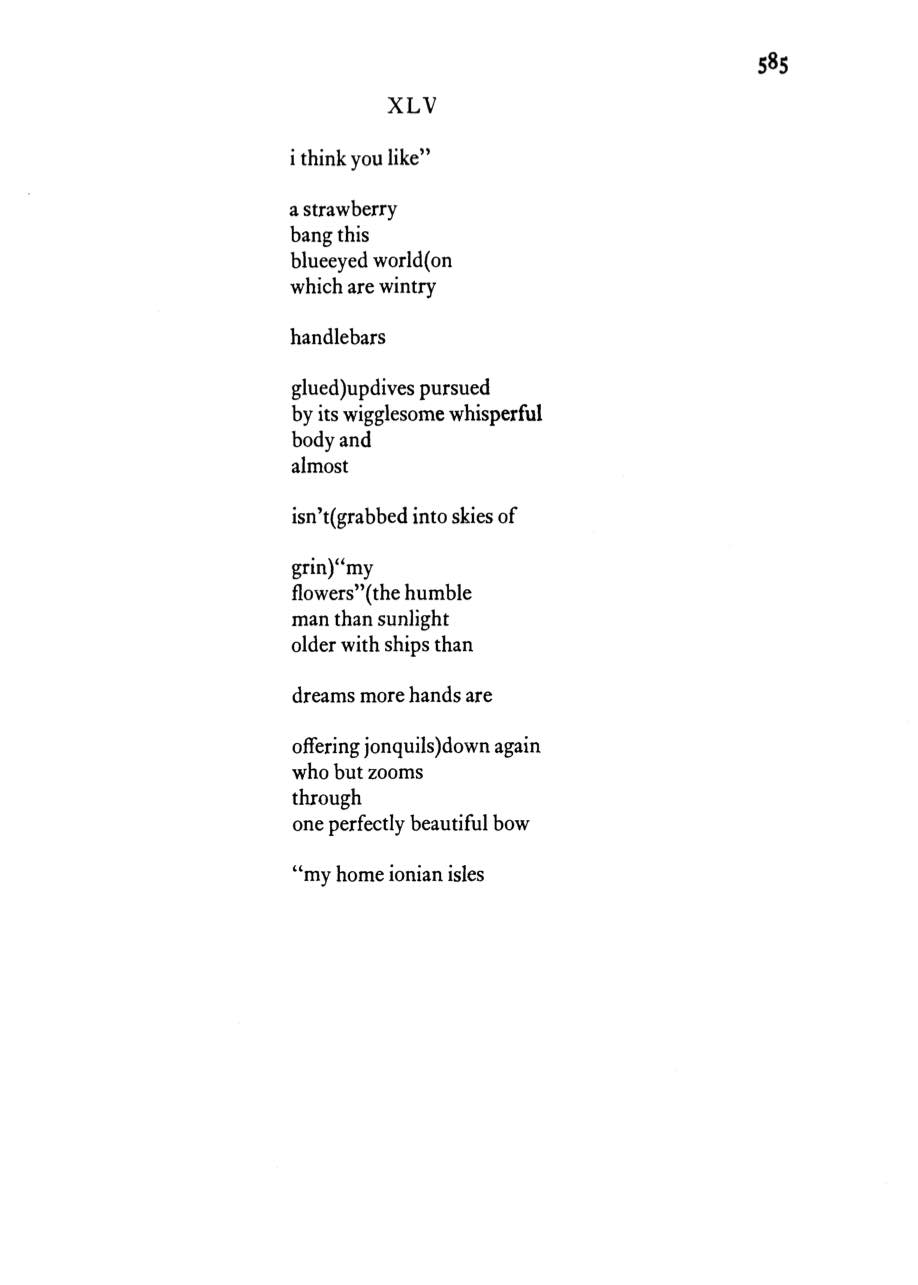 585
XLV
i think you like”
a strawberry
bang this
blueeyed world(on
which are wintry
handlebars
glued)updives pursued
by its wigglesome whisperful
body and
almost
isn’t(grabbed into skies of
grin)“my
flowers”(the humble
man than sunlight
older with ships than
dreams more hands are
offering jonquils)down again
who but zooms
through
one perfectly beautiful bow
“my home ionian isles